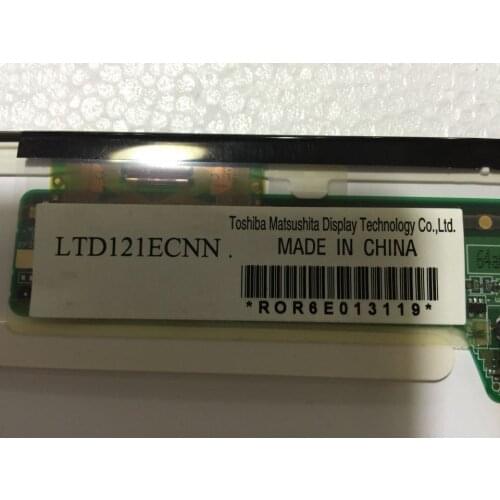 Toshiba Matsushita Display Technology Co.,Ltd.
LTD121ECNN .
MADE IN CHINA
*ROR6E013119*